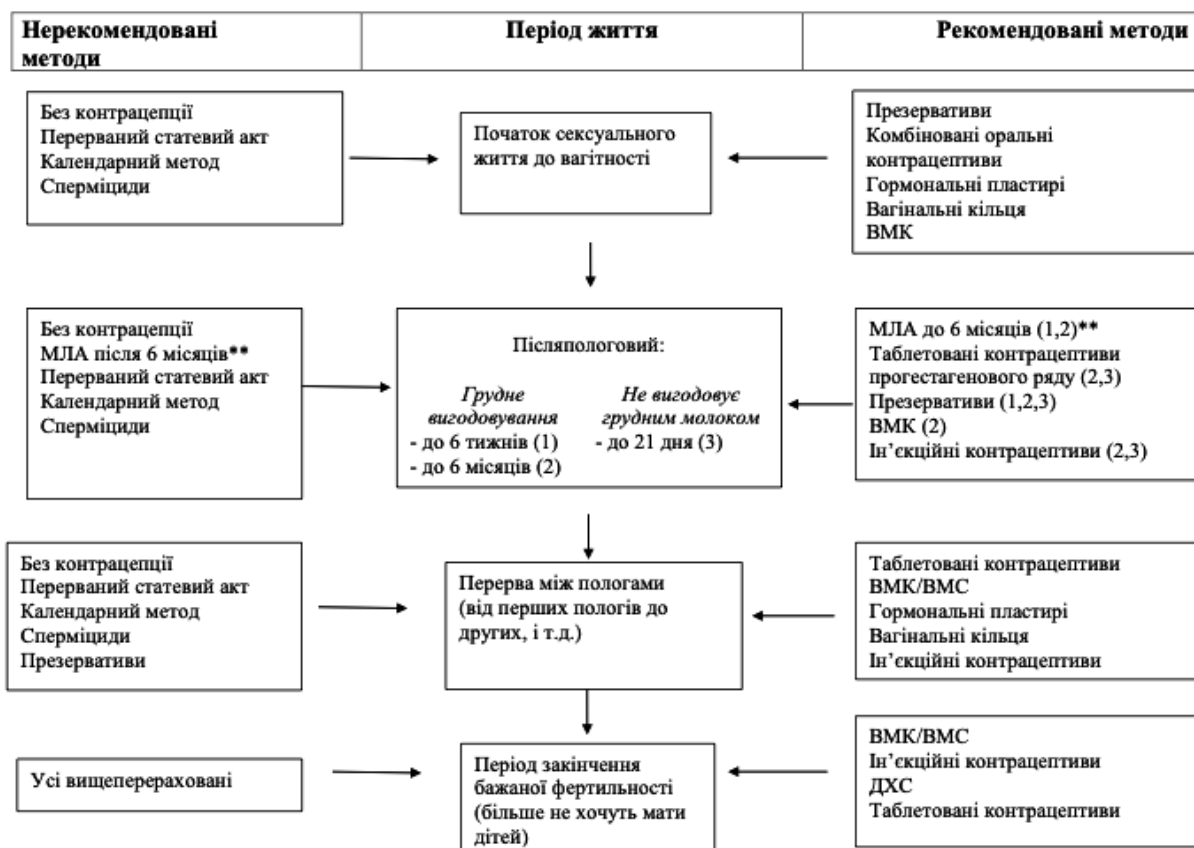 Нерекомендовані
методи
Період життя
Рекомендовані методи
Без контрацепції
Перерваний статевий акт
Календарний метод
Сперміциди
Початок сексуального
життя до вагітності
Презервативи
Комбіновані оральні
контрацептиви
Гормональні пластирі
Вагінальні кільця
ВМК
Без контрацепції
МЛА після 6 місяців**
Перерваний статевий акт
Календарний метод
Сперміциди
Післяпологовий:
Грудне
вигодовування
- до 6 тижнів (1)
- до 6 місяців (2)
Не вигодовує
грудним молоком
- до 21 дня (3)
МЛА до 6 місяців (1,2)**
Таблетовані контрацептиви
прогестагенового ряду (2,3)
Презервативи (1,2,3)
ВМК (2)
Ін’єкційні контрацептиви (2,3)
Без контрацепції
Перерваний статевий акт
Календарний метод
Сперміциди
Презервативи
Перерва між пологами
(від перших пологів до
других, і т.д.)
Таблетовані контрацептиви
ВМК/ВМС
Гормональні пластирі
Вагінальні кільця
Ін’єкційні контрацептиви
Усі вищеперераховані
Період закінчення
бажаної фертильності
(більше не хочуть мати
дітей)
ВМК/ВМС
Ін’єкційні контрацептиви
ДХС
Таблетовані контрацептиви